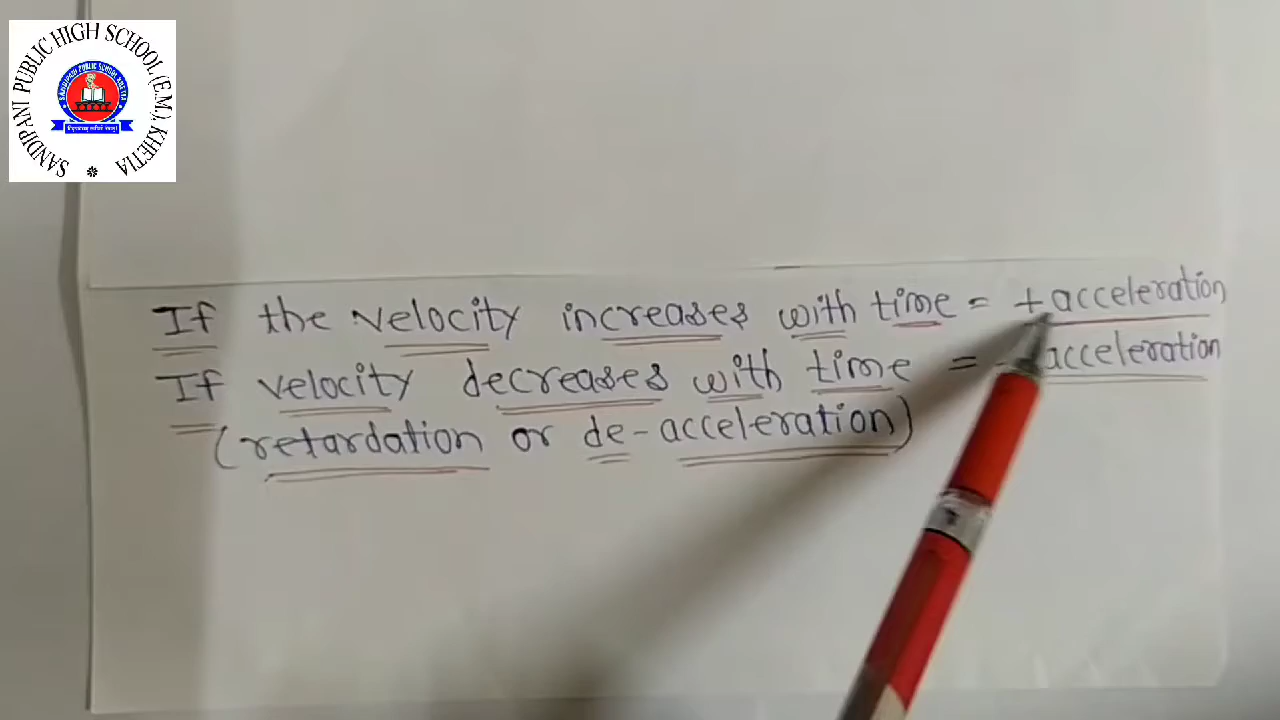 SANDIPANI PUBLIC HIGH SCHOOL (E.M.), KHETIA
If the velocity increases with time = +acceleration
If velocity decreases with time = - acceleration
(retardation or de-acceleration)